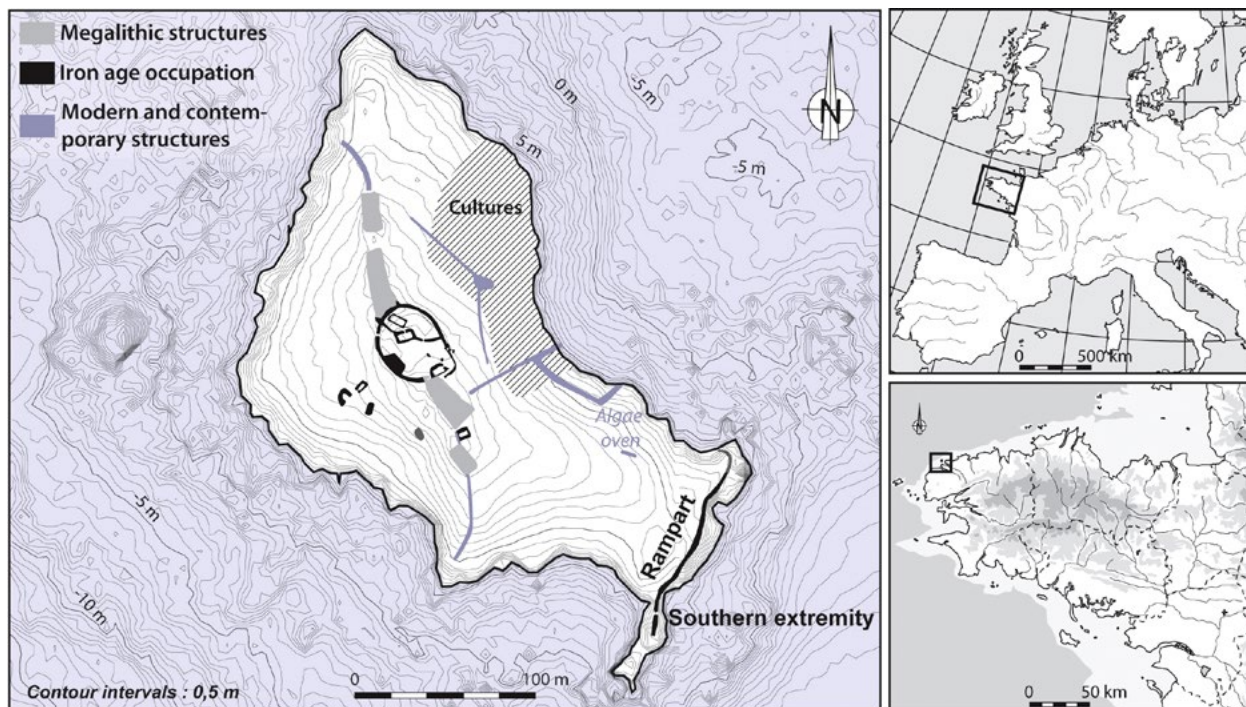 Megalithic structures
Iron age occupation
Modern and contem-
porary structures
N
0 m
-5 m
5 m
-5 m
Cultures
Algae
oven
Rampart
Southern extremity
-5 m
-10 m
Contour intervals : 0,5 m
0 100 m
0 500 km
N
0 50 km